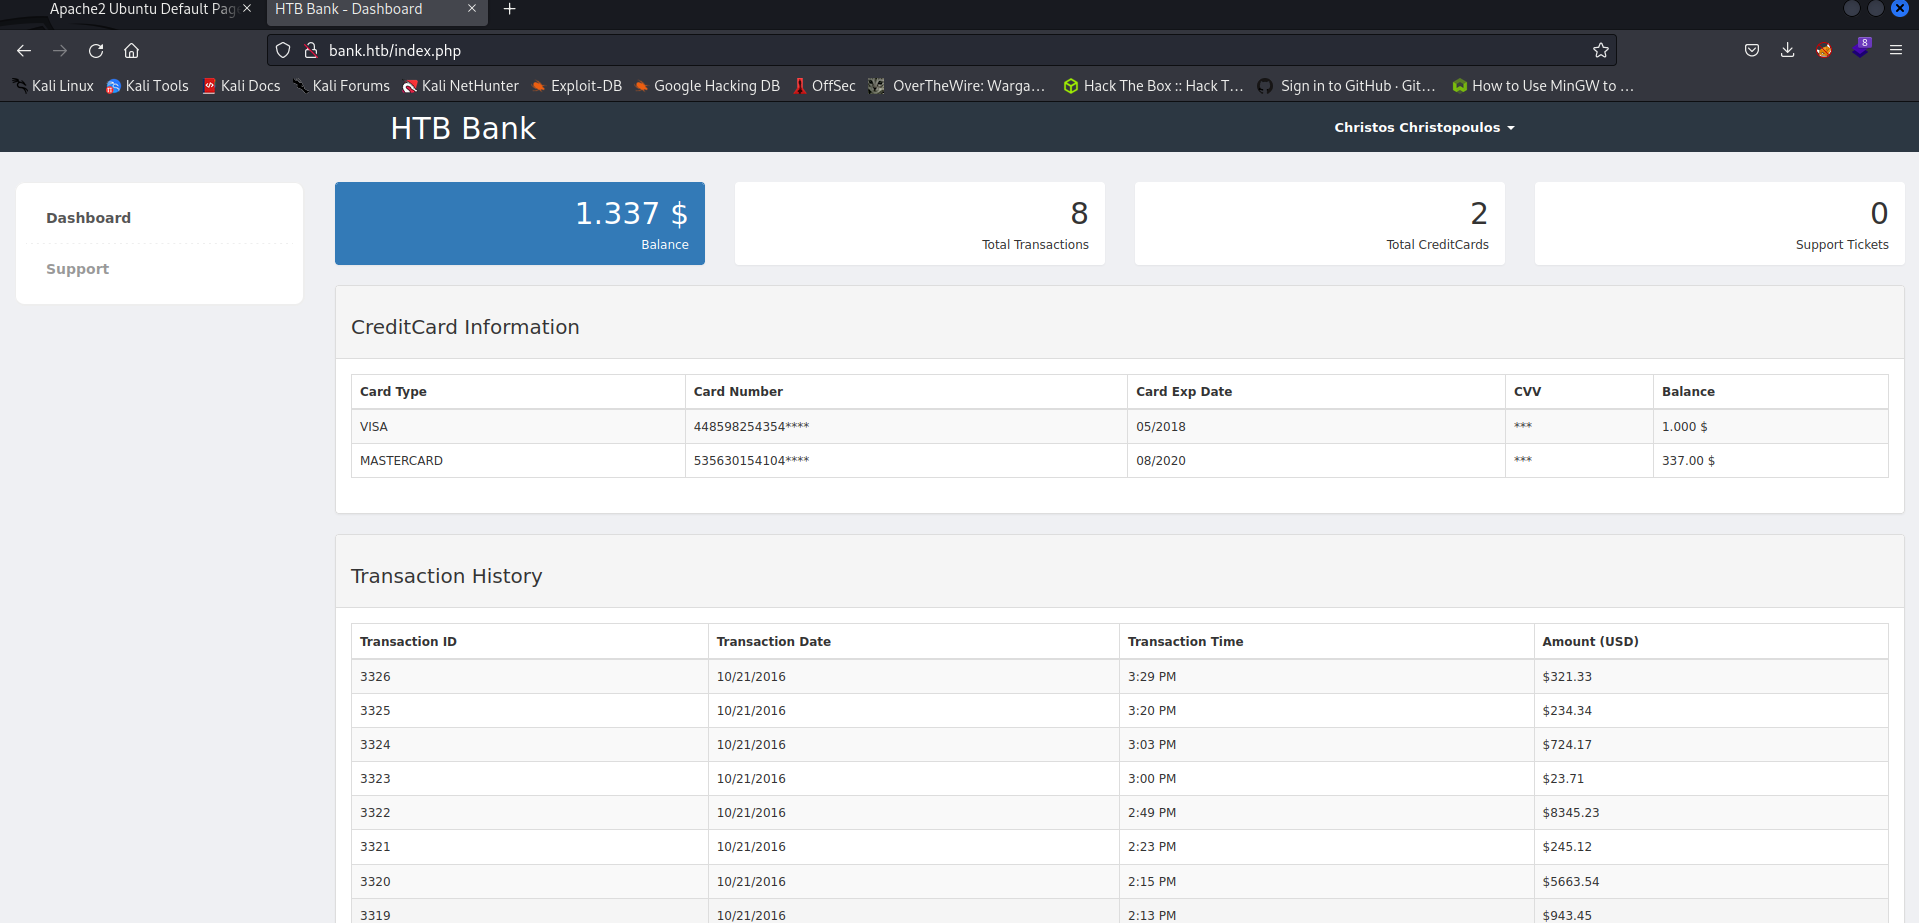 Apache2 Ubuntu Default Pag
HTB Bank - Dashboard
bank.htb/index.php
8
Kali Linux Kali Tools Kali Docs Kali Forums Kali NetHunter Exploit-DB Google Hacking DB OffSec OverTheWire: Warga… Hack The Box :: Hack T… Sign in to GitHub · Git… How to Use MinGW to …
HTB Bank
Christos Christopoulos
Dashboard
Support
1.337 $
Balance
8
Total Transactions
2
Total CreditCards
0
Support Tickets
CreditCard Information
Card Type Card Number Card Exp Date CVV Balance
VISA 448598254354**** 05/2018 *** 1.000 $
MASTERCARD 535630154104**** 08/2020 *** 337.00 $
Transaction History
Transaction ID Transaction Date Transaction Time Amount (USD)
3326 10/21/2016 3:29 PM $321.33
3325 10/21/2016 3:20 PM $234.34
3324 10/21/2016 3:03 PM $724.17
3323 10/21/2016 3:00 PM $23.71
3322 10/21/2016 2:49 PM $8345.23
3321 10/21/2016 2:23 PM $245.12
3320 10/21/2016 2:15 PM $5663.54
3319 10/21/2016 2:13 PM $943.45